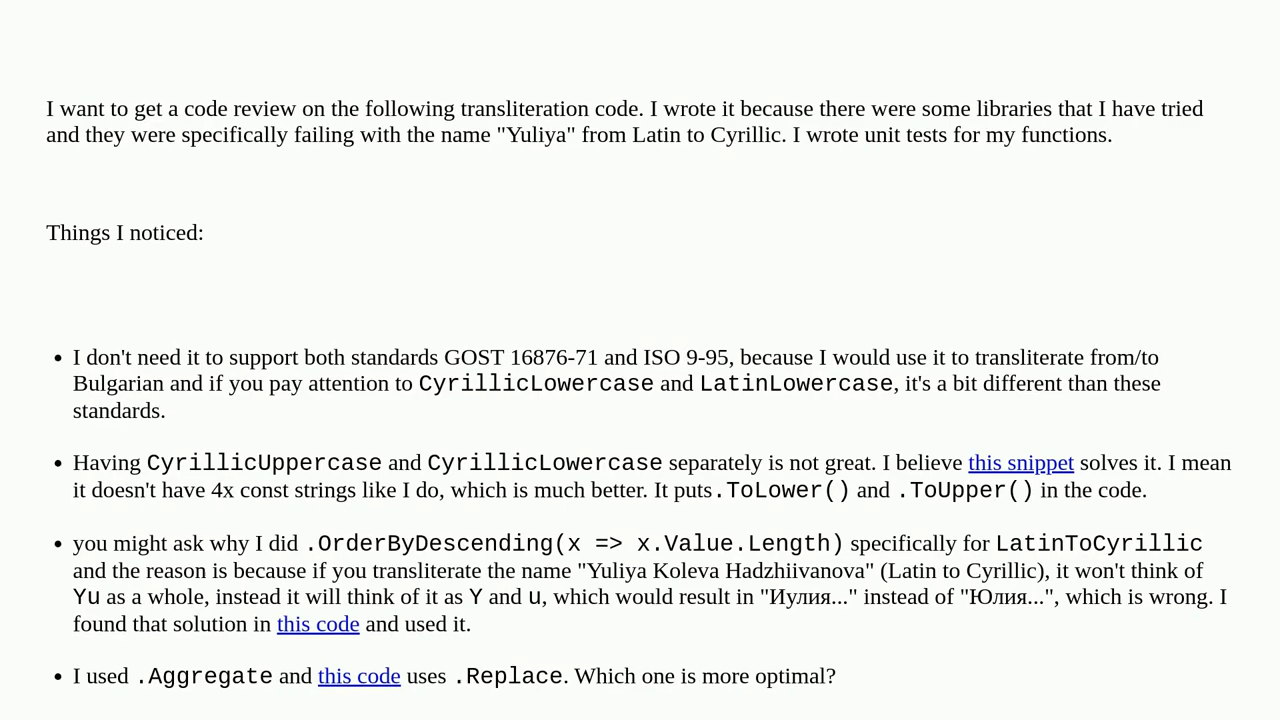 I want to get a code review on the following transliteration code. I wrote it because there were some libraries that I have tried
and they were specifically failing with the name "Yuliya" from Latin to Cyrillic. I wrote unit tests for my functions.
Things I noticed:
• I don't need it to support both standards GOST 16876-71 and ISO 9-95, because I would use it to transliterate from/to
Bulgarian and if you pay attention to CyrillicLowercase and LatinLowercase, it's a bit different than these
standards.
• Having CyrillicUppercase and CyrillicLowercase separately is not great. I believe this snippet solves it. I mean
it doesn't have 4x const strings like I do, which is much better. It puts.ToLower() and .ToUpper() in the code.
• you might ask why I did .OrderByDescending(x => x.Value.Length) specifically for LatinToCyrillic
and the reason is because if you transliterate the name "Yuliya Koleva Hadzhiivanova" (Latin to Cyrillic), it won't think of
Yu as a whole, instead it will think of it as Y and u, which would result in "Иулия..." instead of "Юлия...", which is wrong. I
found that solution in this code and used it.
• I used .Aggregate and this code uses .Replace. Which one is more optimal?